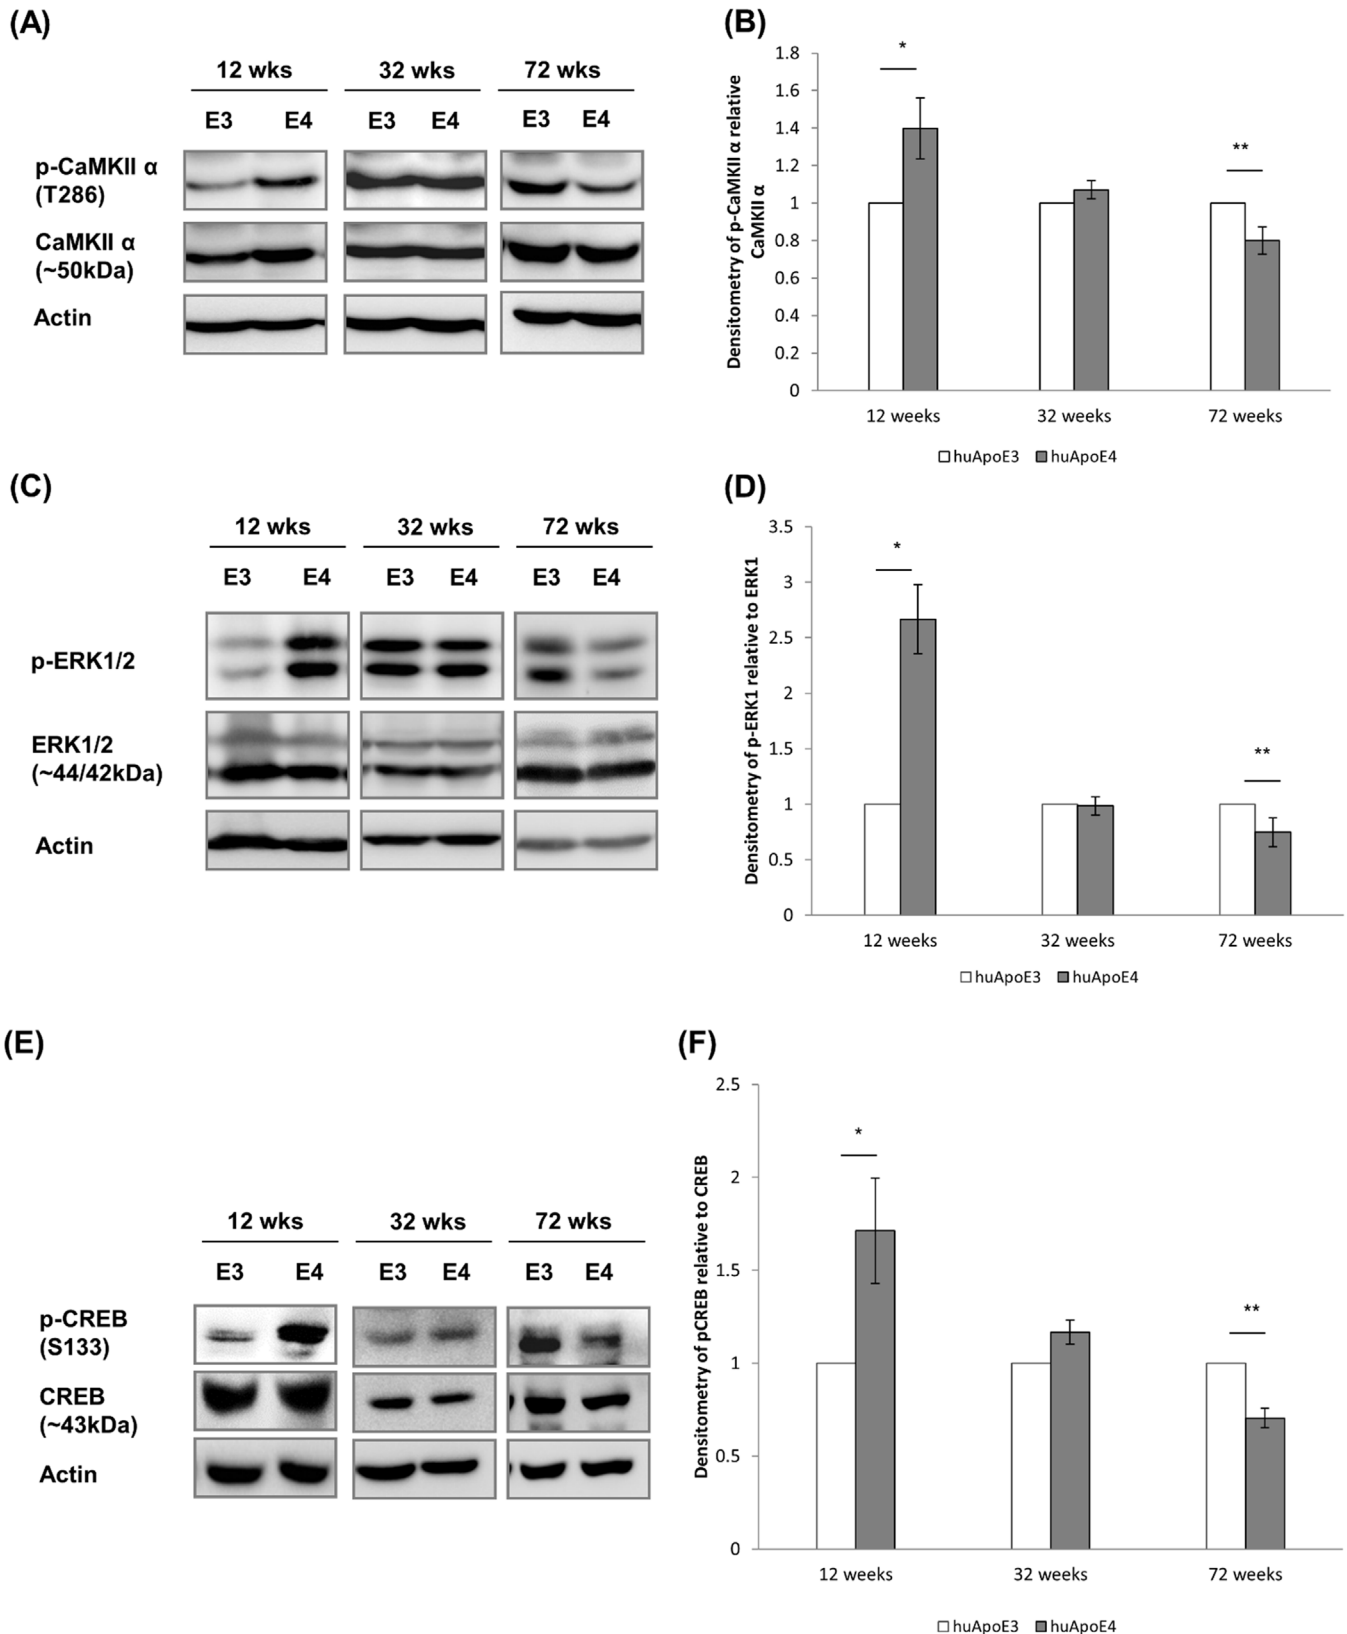 (A)
12 wks 32 wks 72 wks
E3 E4 E3 E4 E3 E4
p-CaMKII α
(T286)
CaMKII α
(~50kDa)
Actin
(B)
Densitometry of p-CaMKII α relative
CaMKII α
1.8
1.6
1.4
1.2
1
0.8
0.6
0.4
0.2
0
*
**
12 weeks 32 weeks 72 weeks
huApoE3 huApoE4
(C)
12 wks 32 wks 72 wks
E3 E4 E3 E4 E3 E4
p-ERK1/2
ERK1/2
(~44/42kDa)
Actin
(D)
Densitometry of p-ERK1 relative to ERK1
3.5
3
2.5
2
1.5
1
0.5
0
*
**
12 weeks 32 weeks 72 weeks
huApoE3 huApoE4
(E)
12 wks 32 wks 72 wks
E3 E4 E3 E4 E3 E4
p-CREB
(S133)
CREB
(~43kDa)
Actin
(F)
Densitometry of pCREB relative to CREB
2.5
2
1.5
1
0.5
0
*
**
12 weeks 32 weeks 72 weeks
huApoE3 huApoE4